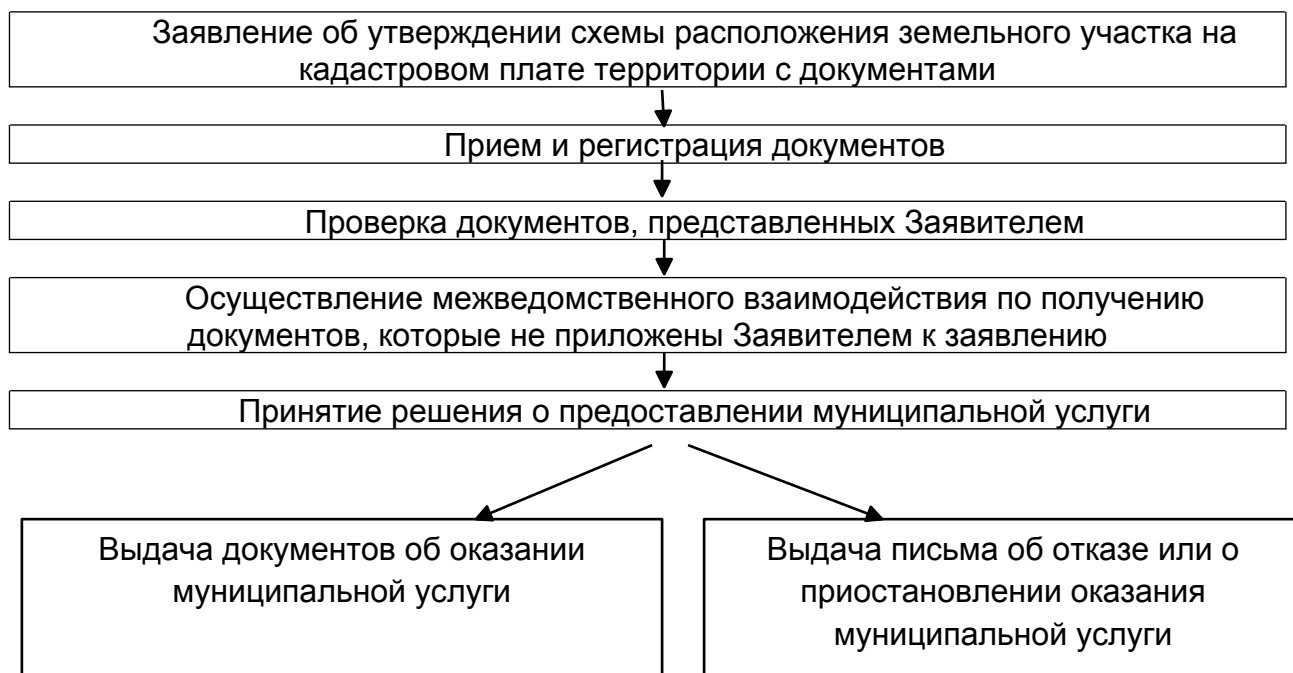 Заявление об утверждении схемы расположения земельного участка на
кадастровом плате территории с документами
Прием и регистрация документов
Проверка документов, представленных Заявителем
Осуществление межведомственного взаимодействия по получению
документов, которые не приложены Заявителем к заявлению
Принятие решения о предоставлении муниципальной услуги
Выдача документов об оказании
муниципальной услуги
Выдача письма об отказе или о
приостановлении оказания
муниципальной услуги